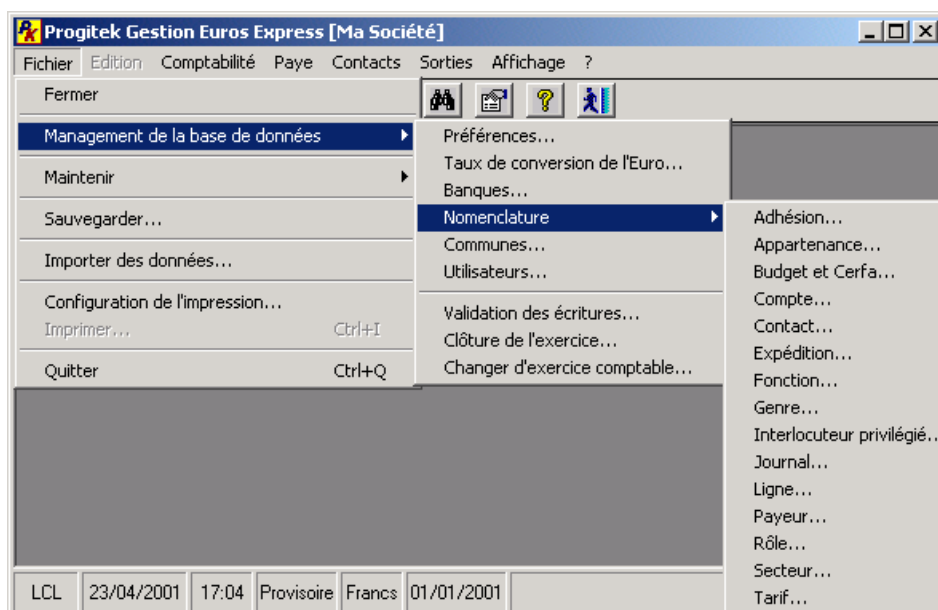 Progitek Gestion Euros Express [Ma Société]
Fichier Edition Comptabilité Paye Contacts Sorties Affichage ?
Fermer
Management de la base de données
Maintenir
Sauvegarder...
Importer des données...
Configuration de l'impression...
Imprimer... Ctrl+I
Quitter Ctrl+Q
Préférences...
Taux de conversion de l'Euro...
Banques...
Nomenclature
Communes...
Utilisateurs...
Validation des écritures...
Clôture de l'exercice...
Changer d'exercice comptable...
Adhésion...
Appartenance...
Budget et Cerfa...
Compte...
Contact...
Expédition...
Fonction...
Genre...
Interlocuteur privilégié..
Journal...
Ligne...
Payeur...
Rôle...
Secteur...
Tarif...
LCL 23/04/2001 17:04 Provisoire Francs 01/01/2001